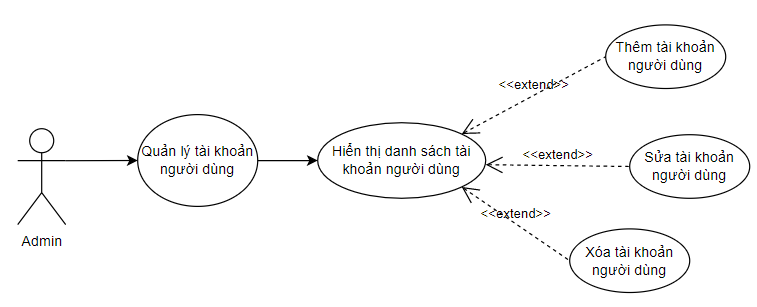 Thêm tài khoản
người dùng
<<extend>>
Quản lý tài khoản
người dùng
Hiển thị danh sách tài
khoản người dùng
<<extend>>
Sửa tài khoản
người dùng
<<extend>>
Admin
Xóa tài khoản
người dùng